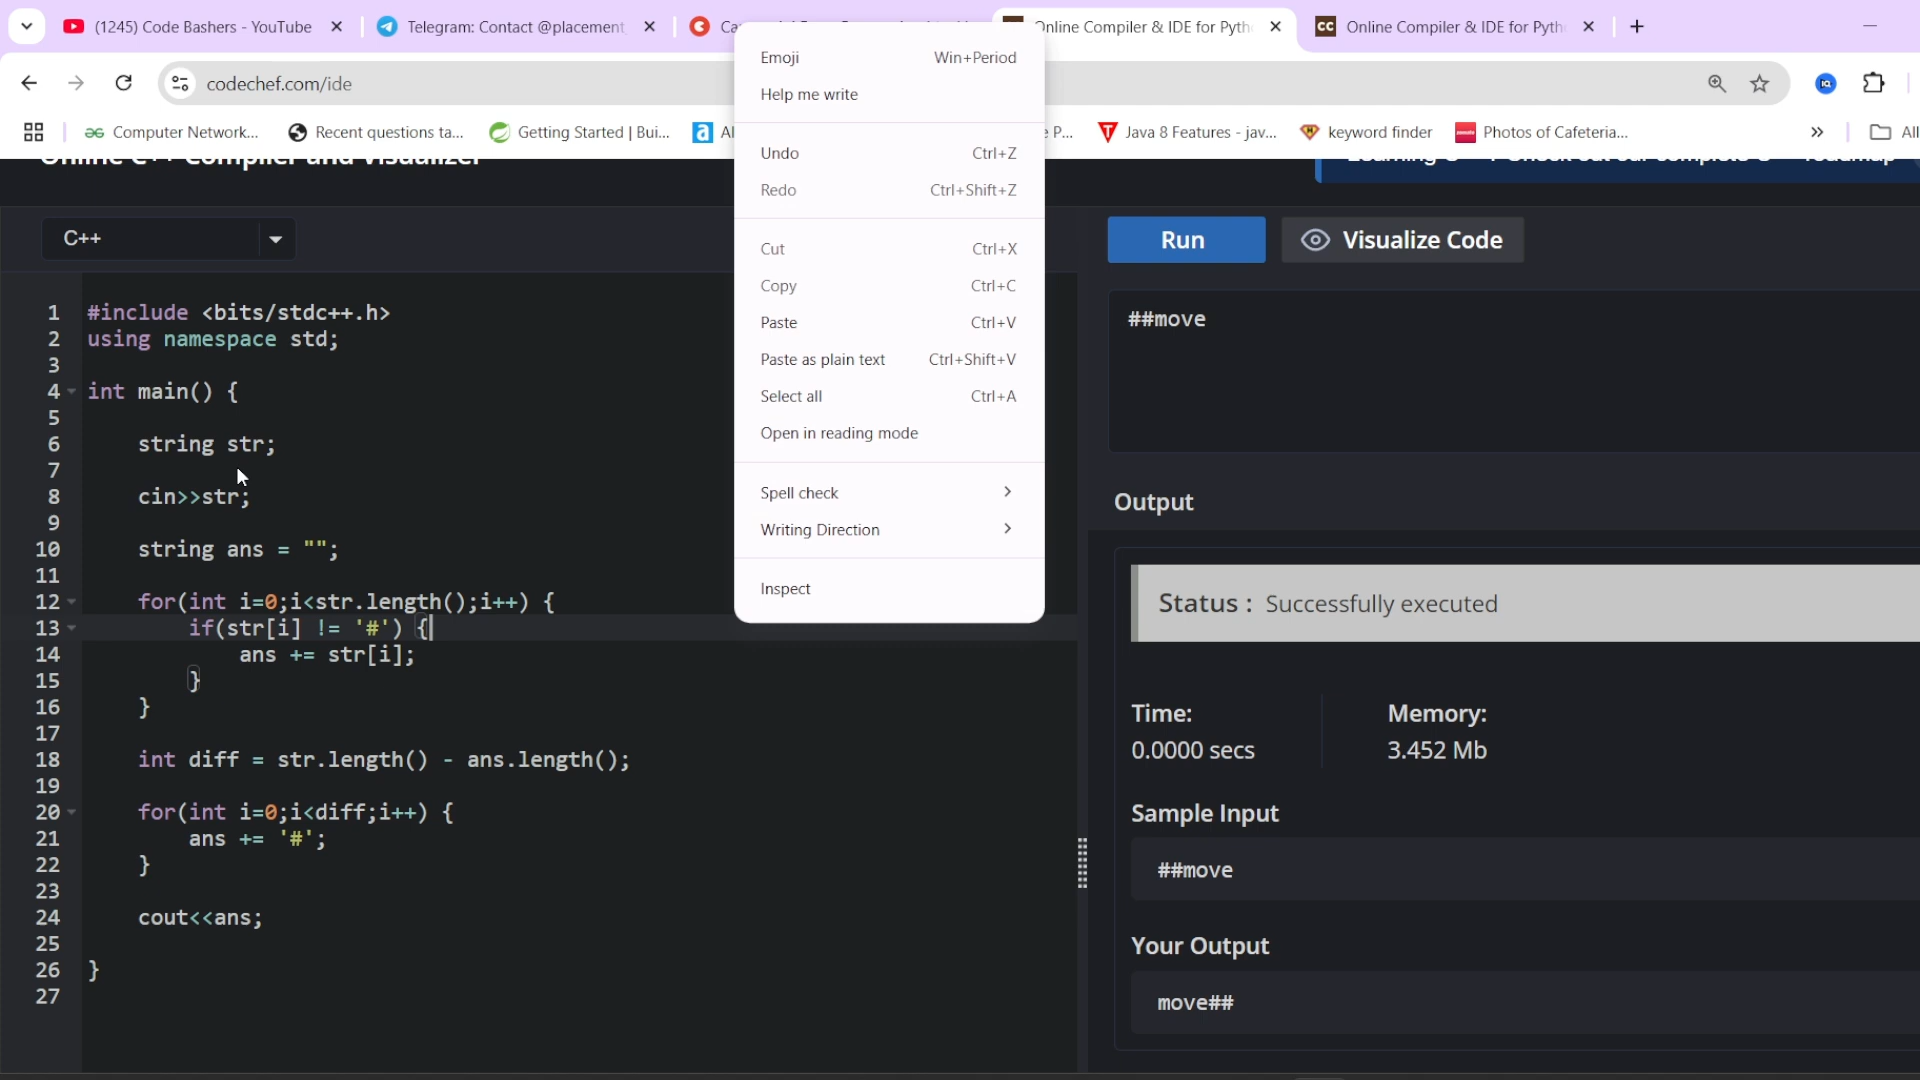 (1245) Code Bashers - YouTube
Telegram: Contact @placement
Ca
Online Compiler & IDE for Pyth
CC
Online Compiler & IDE for Pyth
codechef.com/ide
Computer Network...
Recent questions ta...
Getting Started | Bui...
a
Al
e P...
Java 8 Features - jav...
keyword finder
Photos of Cafeteria...
»
All
Online C++ Compiler and Visualizer
C++
Run
Visualize Code
Emoji Win+Period
Help me write
Undo Ctrl+Z
Redo Ctrl+Shift+Z
Cut Ctrl+X
Copy Ctrl+C
Paste Ctrl+V
Paste as plain text Ctrl+Shift+V
Select all Ctrl+A
Open in reading mode
Spell check
Writing Direction
Inspect
1 #include <bits/stdc++.h>
2 using namespace std;
3
4 int main() {
5
6 string str;
7
8 cin>>str;
9
10 string ans = "";
11
12 for(int i=0;i<str.length();i++) {
13 if(str[i] != '#') {
14 ans += str[i];
15 }
16 }
17
18 int diff = str.length() - ans.length();
19
20 for(int i=0;i<diff;i++) {
21 ans += '#';
22 }
23
24 cout<<ans;
25
26 }
27
##move
Output
Status : Successfully executed
Time: Memory:
0.0000 secs 3.452 Mb
Sample Input
##move
Your Output
move##